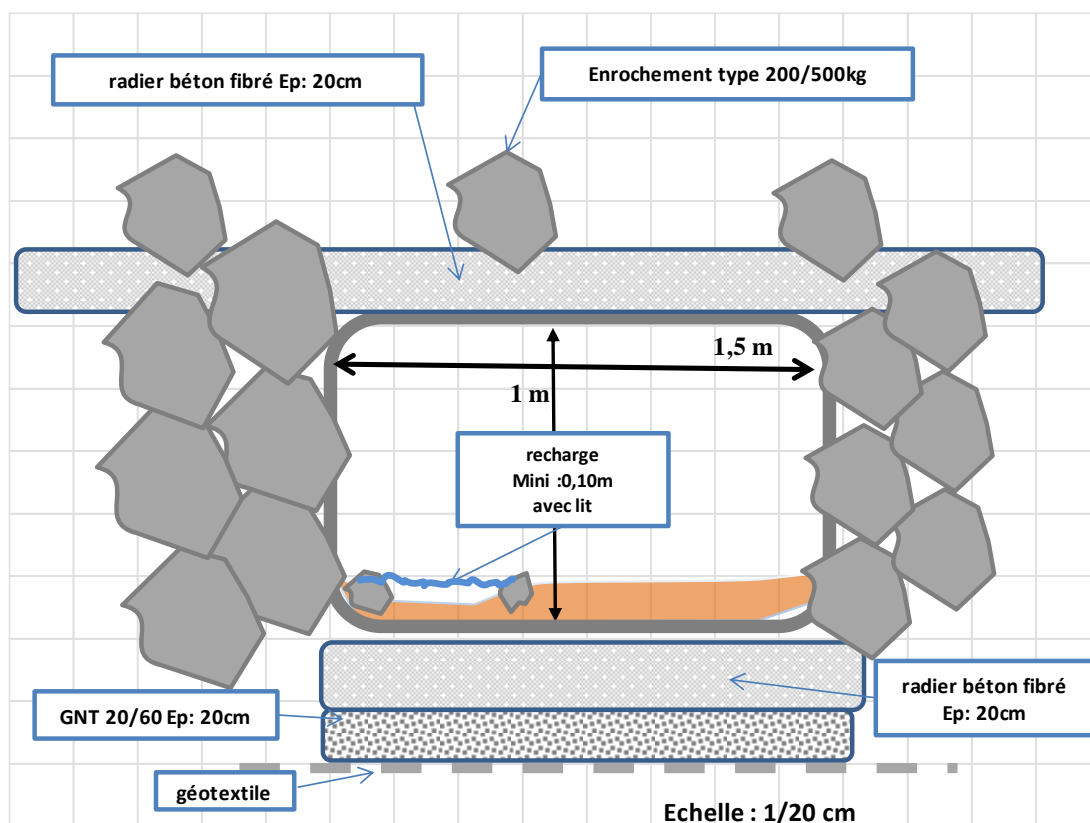 radier béton fibré Ep: 20cm
Enrochement type 200/500kg
1,5 m
1 m
recharge
Mini :0,10m
avec lit
radier béton fibré
Ep: 20cm
GNT 20/60 Ep: 20cm
géotextile
Echelle : 1/20 cm